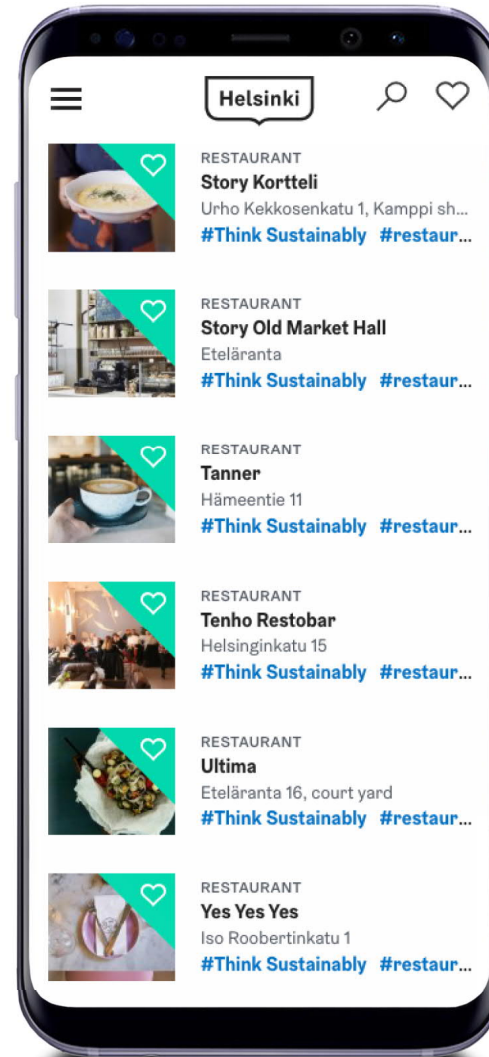 Helsinki
RESTAURANT
Story Kortteli
Urho Kekkosenkatu 1, Kamppi sh...
#Think Sustainably #restaur...
RESTAURANT
Story Old Market Hall
Eteläranta
#Think Sustainably #restaur...
RESTAURANT
Tanner
Hämeentie 11
#Think Sustainably #restaur...
RESTAURANT
Tenho Restobar
Helsinginkatu 15
#Think Sustainably #restaur...
RESTAURANT
Ultima
Eteläranta 16, court yard
#Think Sustainably #restaur...
RESTAURANT
Yes Yes Yes
Iso Roobertinkatu 1
#Think Sustainably #restaur...